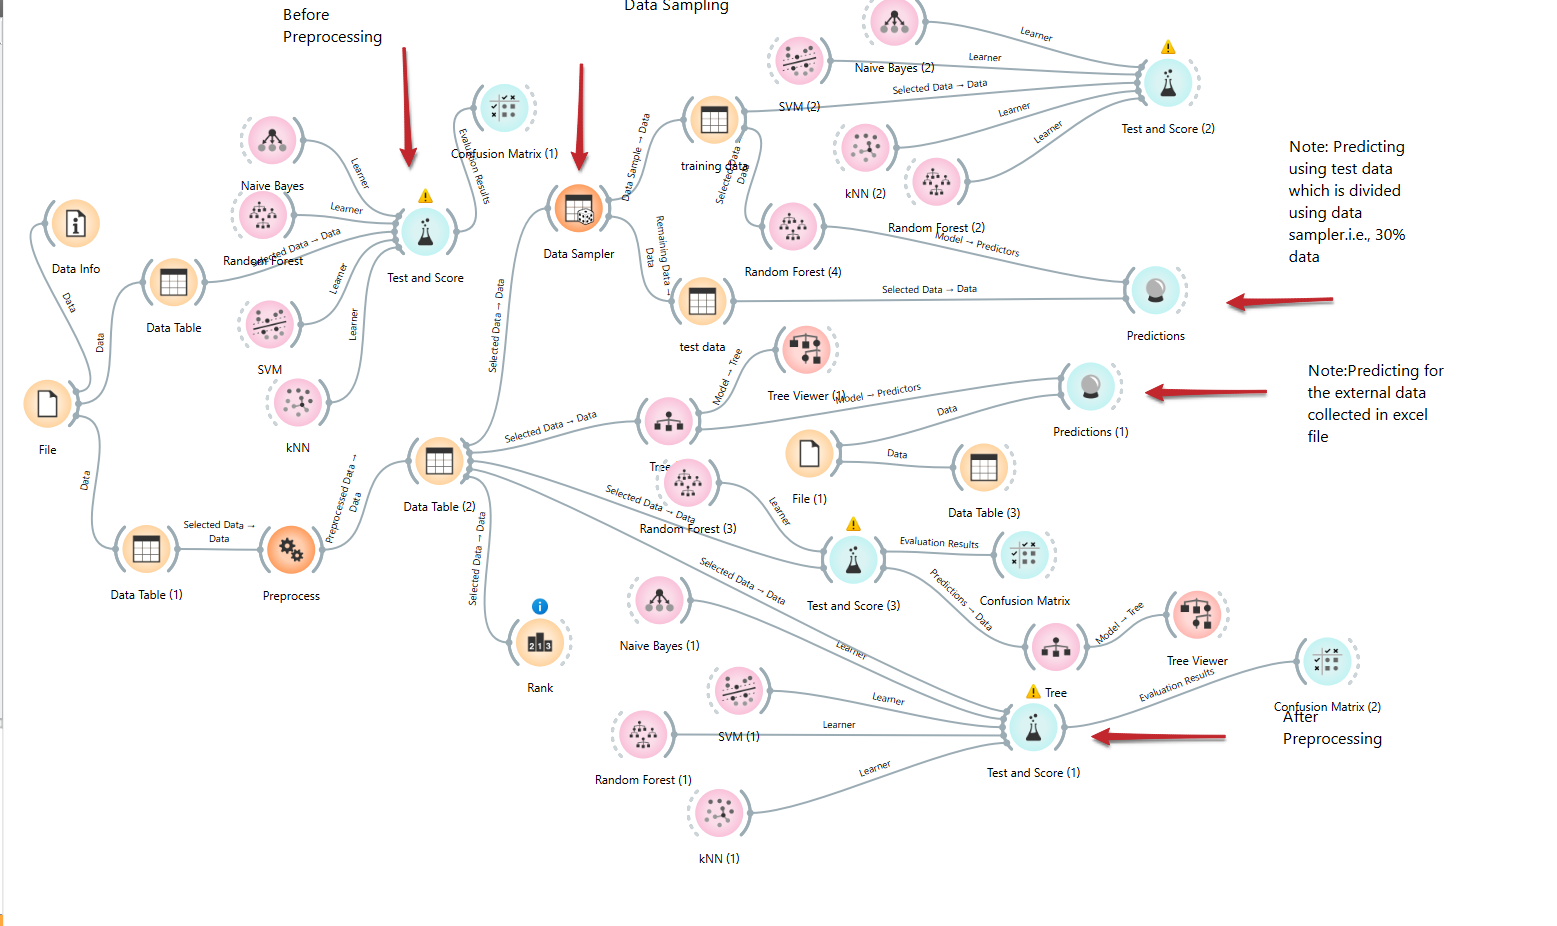 Before
Preprocessing
Data Sampling
Naive Bayes (2)
Learner
SVM (2)
Learner
Selected Data → Data
Learner
Learner
Test and Score (2)
kNN (2)
Random Forest (2)
training data
Data Sample → Data
Selected Data →
Data
Confusion Matrix (1)
Evaluation Results
Naive Bayes
Learner
Random Forest
Learner
Selected Data → Data
Learner
Learner
Test and Score
SVM
kNN
Data Info
Data
Data Table
Data
File
Data
Data Sampler
Remaining Data →
Data
Random Forest (4)
Model → Predictors
test data
Selected Data → Data
Predictions
Note: Predicting
using test data
which is divided
using data
sampler.i.e., 30%
data
Selected Data → Data
Tree Viewer (1)
Model → Tree
Model → Predictors
Data
Predictions (1)
Note:Predicting for
the external data
collected in excel
file
Selected Data → Data
Tree
File (1)
Data
Data Table (3)
Data Table (2)
Random Forest (3)
Selected Data → Data
Learner
Data Table (1)
Selected Data →
Data
Preprocess
Preprocessed Data →
Data
Selected Data → Data
Rank
Selected Data → Data
Test and Score (3)
Evaluation Results
Confusion Matrix
Predictions → Data
Model → Tree
Tree Viewer
Tree
Naive Bayes (1)
Learner
SVM (1)
Learner
Random Forest (1)
Learner
kNN (1)
Learner
Test and Score (1)
Evaluation Results
Confusion Matrix (2)
After
Preprocessing